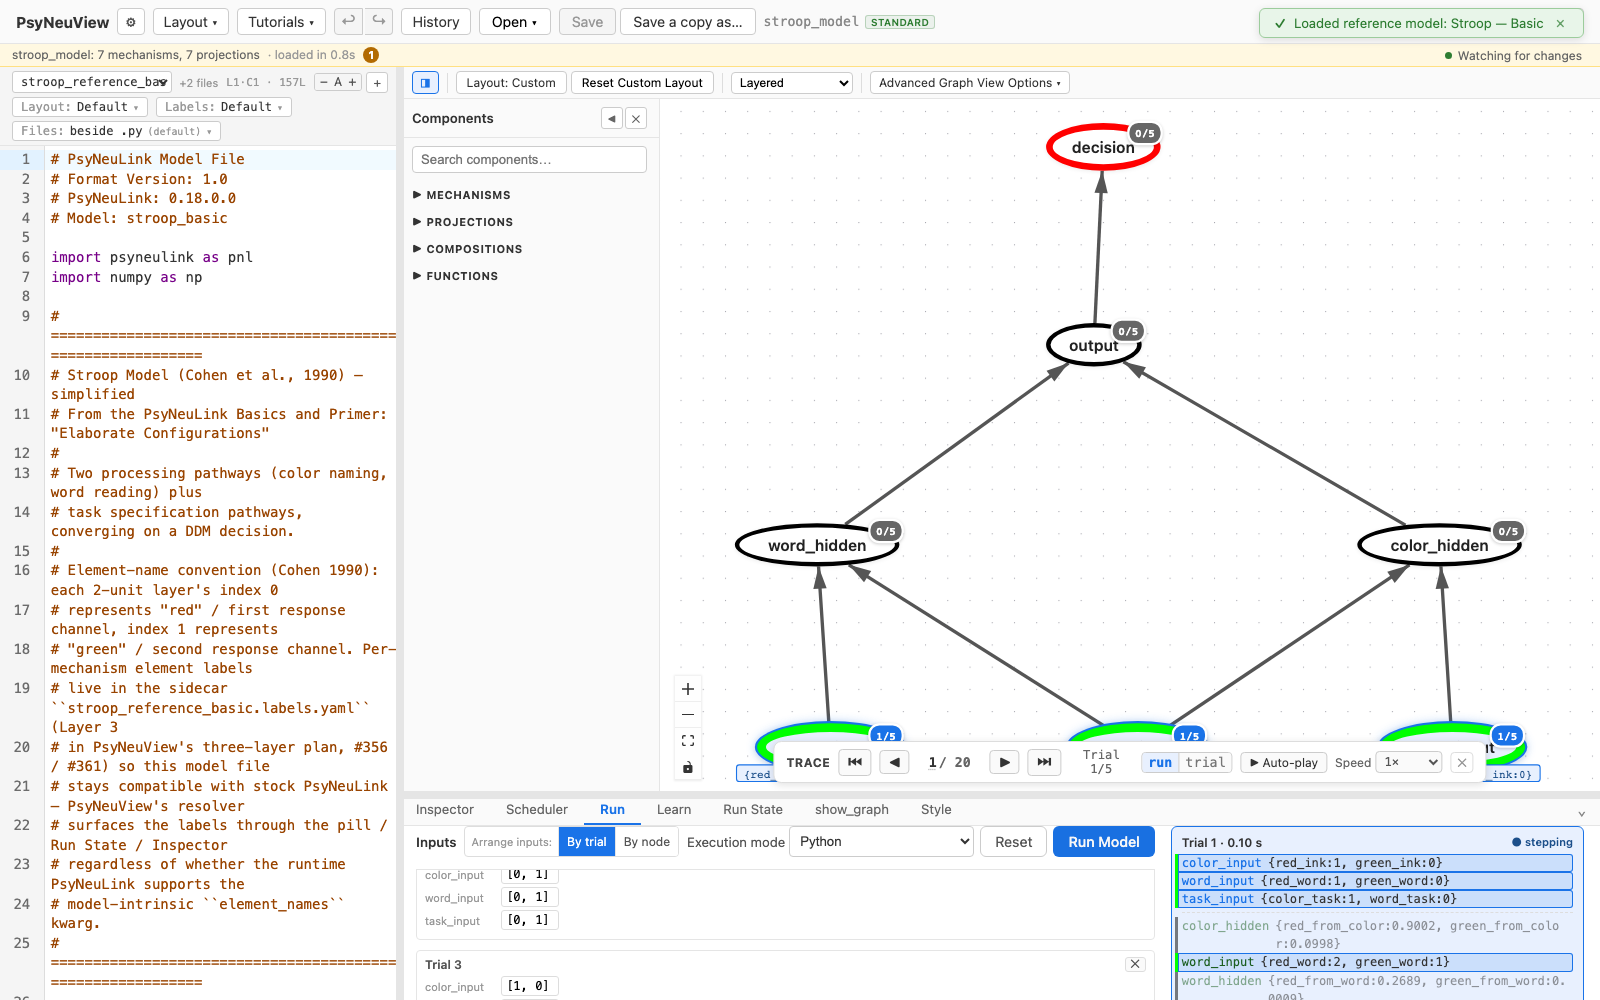 PsyNeuView
⚙
Layout ▾
Tutorials ▾
History
Open ▾
Save
Save a copy as...
stroop_model
STANDARD
✓ Loaded reference model: Stroop — Basic ×
stroop_model: 7 mechanisms, 7 projections · loaded in 0.8s 1
Watching for changes
+2 files L1:C1 · 157L − A + +
Layout: Default ▾
Labels: Default ▾
Files: beside .py (default) ▾
Layout: Custom
Reset Custom Layout
Layered
Advanced Graph View Options ▾
1 # PsyNeuLink Model File
2 # Format Version: 1.0
3 # PsyNeuLink: 0.18.0.0
4 # Model: stroop_basic
5
6 import psyneulink as pnl
7 import numpy as np
8
9 #
=========================================
==================
10 # Stroop Model (Cohen et al., 1990) —
simplified
11 # From the PsyNeuLink Basics and Primer:
"Elaborate Configurations"
12 #
13 # Two processing pathways (color naming,
word reading) plus
14 # task specification pathways,
converging on a DDM decision.
15 #
16 # Element-name convention (Cohen 1990):
each 2-unit layer's index 0
17 # represents "red" / first response
channel, index 1 represents
18 # "green" / second response channel. Per-
mechanism element labels
19 # live in the sidecar
``stroop_reference_basic.labels.yaml``
(Layer 3
20 # in PsyNeuView's three-layer plan, #356
/ #361) so this model file
21 # stays compatible with stock PsyNeuLink
— PsyNeuView's resolver
22 # surfaces the labels through the pill /
Run State / Inspector
23 # regardless of whether the runtime
PsyNeuLink supports the
24 # model-intrinsic ``element_names``
kwarg.
25 #
=========================================
==================
Components
Search components...
▶ MECHANISMS
▶ PROJECTIONS
▶ COMPOSITIONS
▶ FUNCTIONS
decision
0/5
output
0/5
word_hidden
0/5
color_hidden
0/5
1/5
1/5
1/5
{red_
_ink:0}
TRACE
1 / 20
Trial
1/5
run trial
▶ Auto-play
Speed
1×
Inspector
Scheduler
Run
Learn
Run State
show_graph
Style
Inputs
Arrange inputs:
By trial
By node
Execution mode
Python
Reset
Run Model
color_input [0, 1]
word_input [0, 1]
task_input [0, 1]
Trial 3
color_input [1, 0]
Trial 1 · 0.10 s
stepping
color_input {red_ink:1, green_ink:0}
word_input {red_word:1, green_word:0}
task_input {color_task:1, word_task:0}
color_hidden {red_from_color:0.9002, green_from_colo
r:0.0998}
word_input {red_word:2, green_word:1}
word_hidden {red_from_word:0.2689, green_from_word:0.
0009}